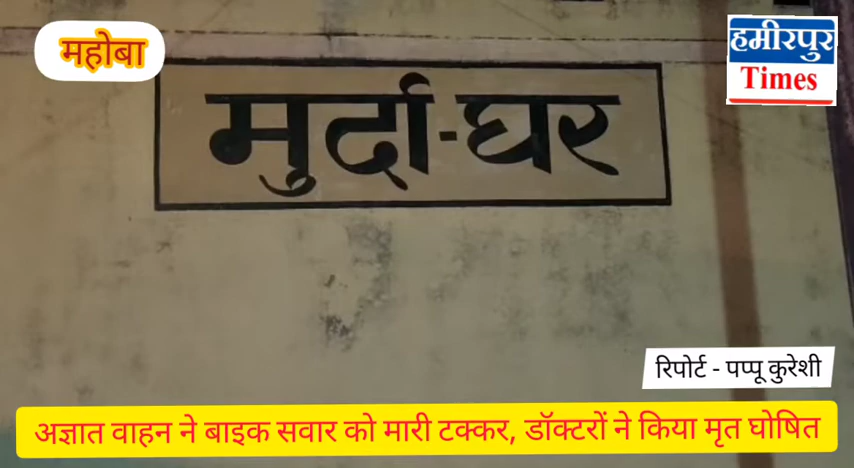 महोबा
हमीरपुर
Times
मुर्दा-घर
रिपोर्ट - पप्पू कुरेशी
अज्ञात वाहन ने बाइक सवार को मारी टक्कर, डॉक्टरों ने किया मृत घोषित